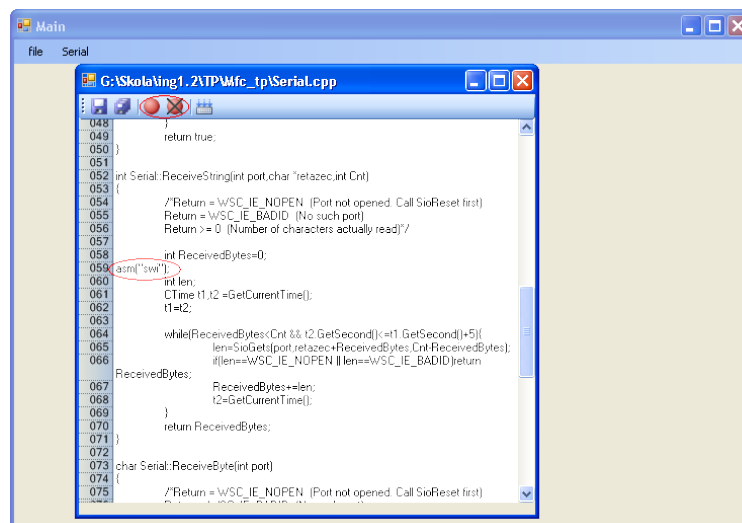 Main
file Serial
G:\Skola\ing1.2\TP\Mfc_tp\Serial.cpp
048 }
049 return true;
050 }
051
052 int Serial::ReceiveString(int port,char *retazec,int Cnt)
053 {
054 /*Return = WSC_IE_NOPEN (Port not opened. Call SioReset first)
055 Return = WSC_IE_BADID (No such port)
056 Return >= 0 (Number of characters actually read)*/
057
058 int ReceivedBytes=0;
059 asm("swi");
060 int len;
061 CTime t1,t2 =GetCurrentTime();
062 t1=t2;
063
064 while(ReceivedBytes<Cnt && t2.GetSecond()<=t1.GetSecond()+5){
065 len=SioGets(port,retazec+ReceivedBytes,Cnt-ReceivedBytes);
066 if(len==WSC_IE_NOPEN || len==WSC_IE_BADID)return
ReceivedBytes;
067 ReceivedBytes+=len;
068 t2=GetCurrentTime();
069 }
070 return ReceivedBytes;
071 }
072
073 char Serial::ReceiveByte(int port)
074 {
075 /*Return = WSC_IE_NOPEN (Port not opened. Call SioReset first)